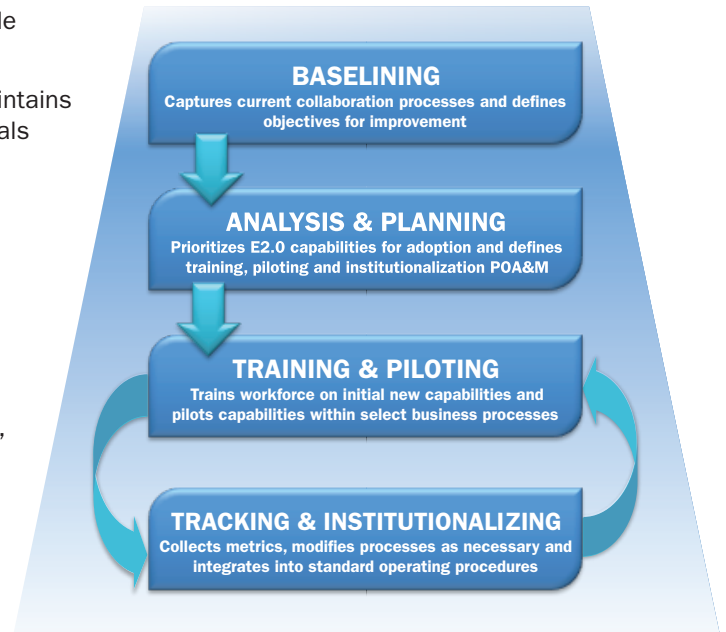 BASELINING
Captures current collaboration processes and defines
objectives for improvement
ANALYSIS & PLANNING
Prioritizes E2.0 capabilities for adoption and defines
training, piloting and institutionalization POA&M
TRAINING & PILOTING
Trains workforce on initial new capabilities and
pilots capabilities within select business processes
TRACKING & INSTITUTIONALIZING
Collects metrics, modifies processes as necessary and
integrates into standard operating procedures